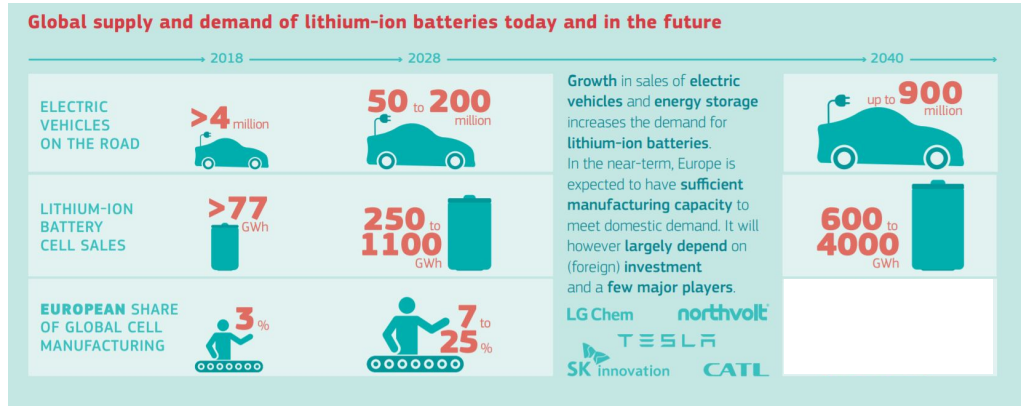 Global supply and demand of lithium-ion batteries today and in the future
2018
2028
2040
ELECTRIC
VEHICLES
ON THE ROAD
>4 million
50 to 200
million
up to 900
million
LITHIUM-ION
BATTERY
CELL SALES
>77
GWh
250 to
1100
GWh
600 to
4000
GWh
EUROPEAN SHARE
OF GLOBAL CELL
MANUFACTURING
3 %
7 to
25 %
Growth in sales of electric
vehicles and energy storage
increases the demand for
lithium-ion batteries.
In the near-term, Europe is
expected to have sufficient
manufacturing capacity to
meet domestic demand. It will
however largely depend on
(foreign) investment
and a few major players.
LG Chem northvolt
TESLA
SK innovation CATL